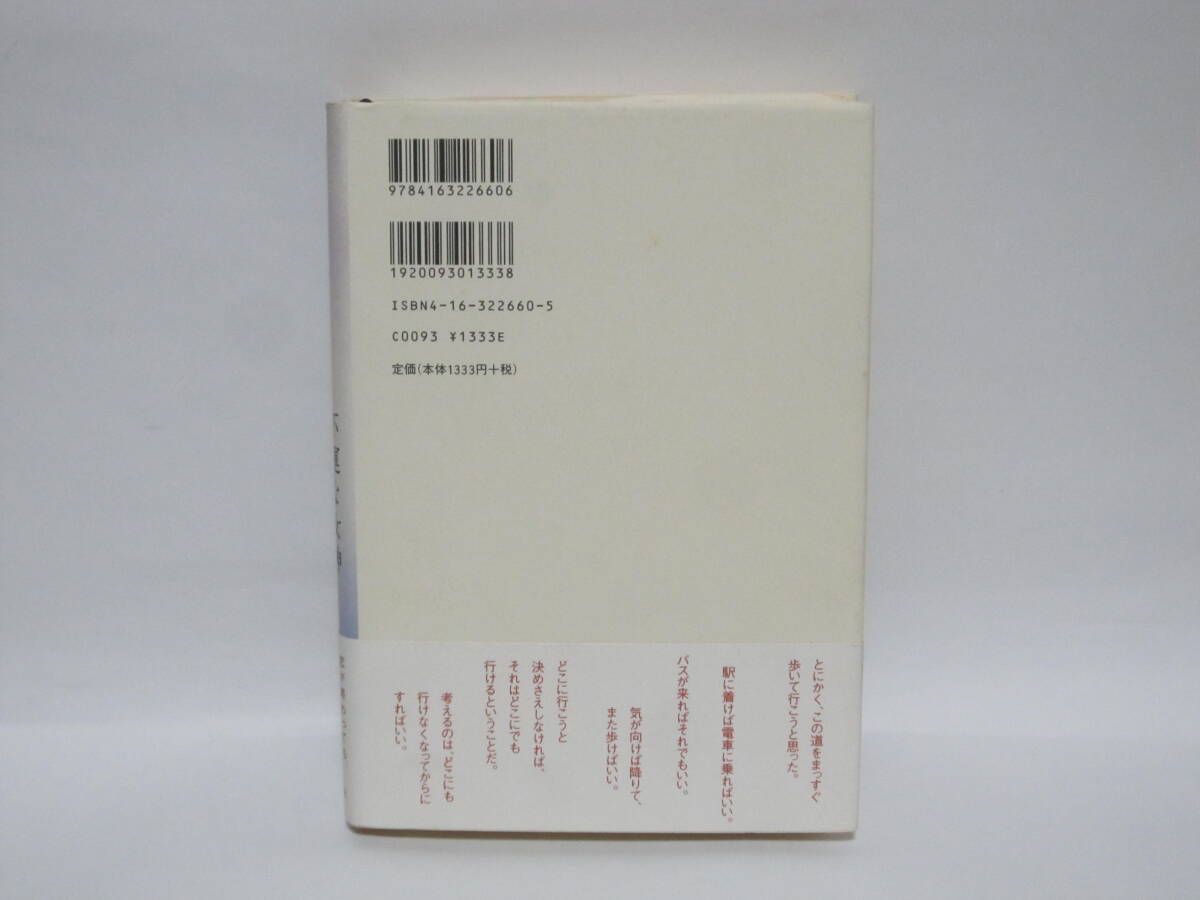 9784163226606
1920093013338
ISBN4-16-322660-5
C0093 ¥1333E
定価(本体1333円+税)
とにかく、この道をまっすぐ
歩いて行こうと思った。
駅に着けば電車に乗ればいい。
バスが来ればそれでもいい。
気が向けば降りて、
また歩けばいい。
どこに行こうと
決めさえしなければ、
それはどこにでも
行けるということだ。
考えるのは、どこにも
行けなくなってからに
すればいい。